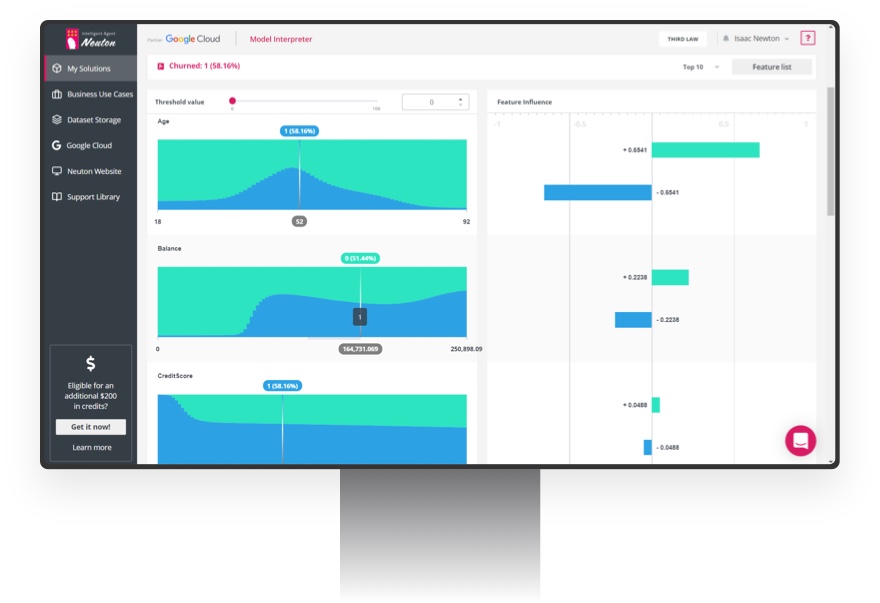 Intelligent Agent
Neuton
My Solutions
Business Use Cases
Dataset Storage
Google Cloud
Neuton Website
Support Library
$
Eligible for an
additional $200
in credits?
Get it now!
Learn more
Partner Google Cloud
Model Interpreter
THIRD LAW
Isaac Newton
?
Churned: 1 (58.16%)
Top 10
Feature list
Threshold value
0
100
0
Feature Influence
-1
-0.5
0.5
1
Age
1 (58.16%)
18
52
92
+ 0.6541
- 0.6541
Balance
0 (51.44%)
1
0
164,731.069
250,898.09
+ 0.2238
- 0.2238
CreditScore
1 (58.16%)
+ 0.0488
- 0.0488